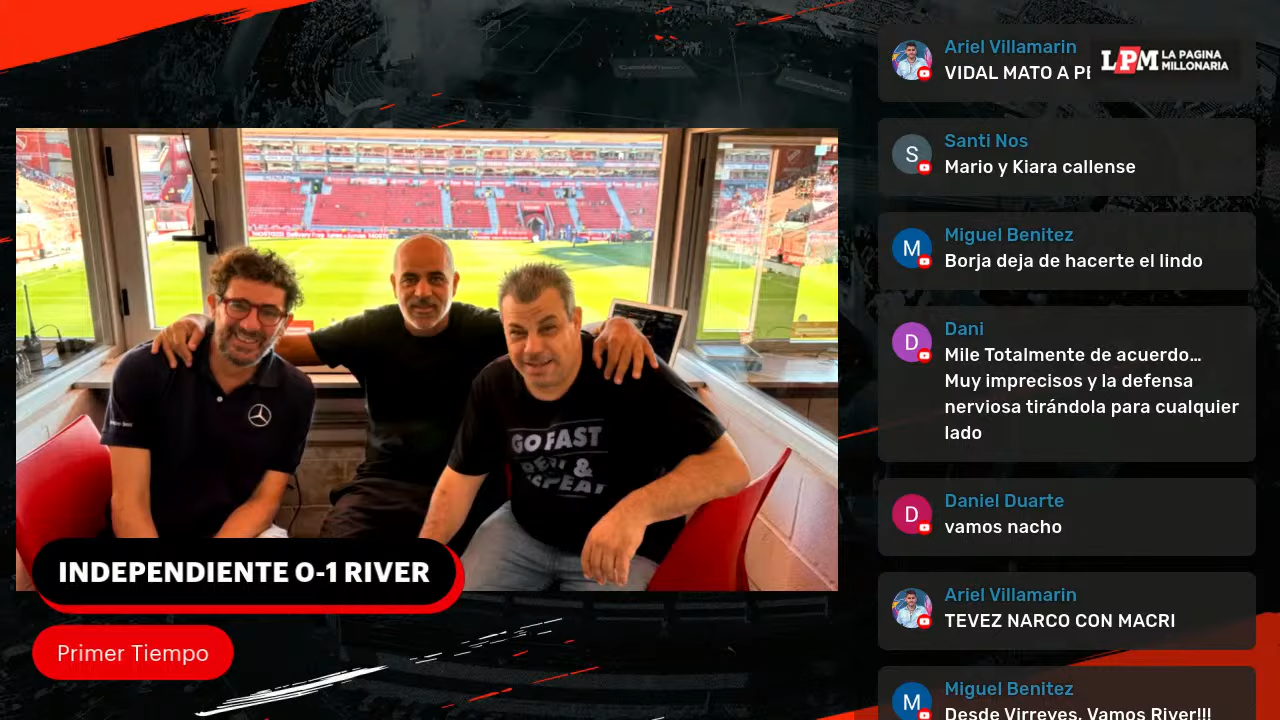 GO FAST
INDEPENDIENTE 0-1 RIVER
Primer Tiempo
LPM LA PAGINA
MILLONARIA
Ariel Villamarin
VIDAL MATO A
S
Santi Nos
Mario y Kiara callense
M
Miguel Benitez
Borja deja de hacerte el lindo
D
Dani
Mile Totalmente de acuerdo...
Muy imprecisos y la defensa
nerviosa tirándola para cualquier
lado
D
Daniel Duarte
vamos nacho
Ariel Villamarin
TEVEZ NARCO CON MACRI
M
Miguel Benitez
Desde Virreyes. Vamos River!!!